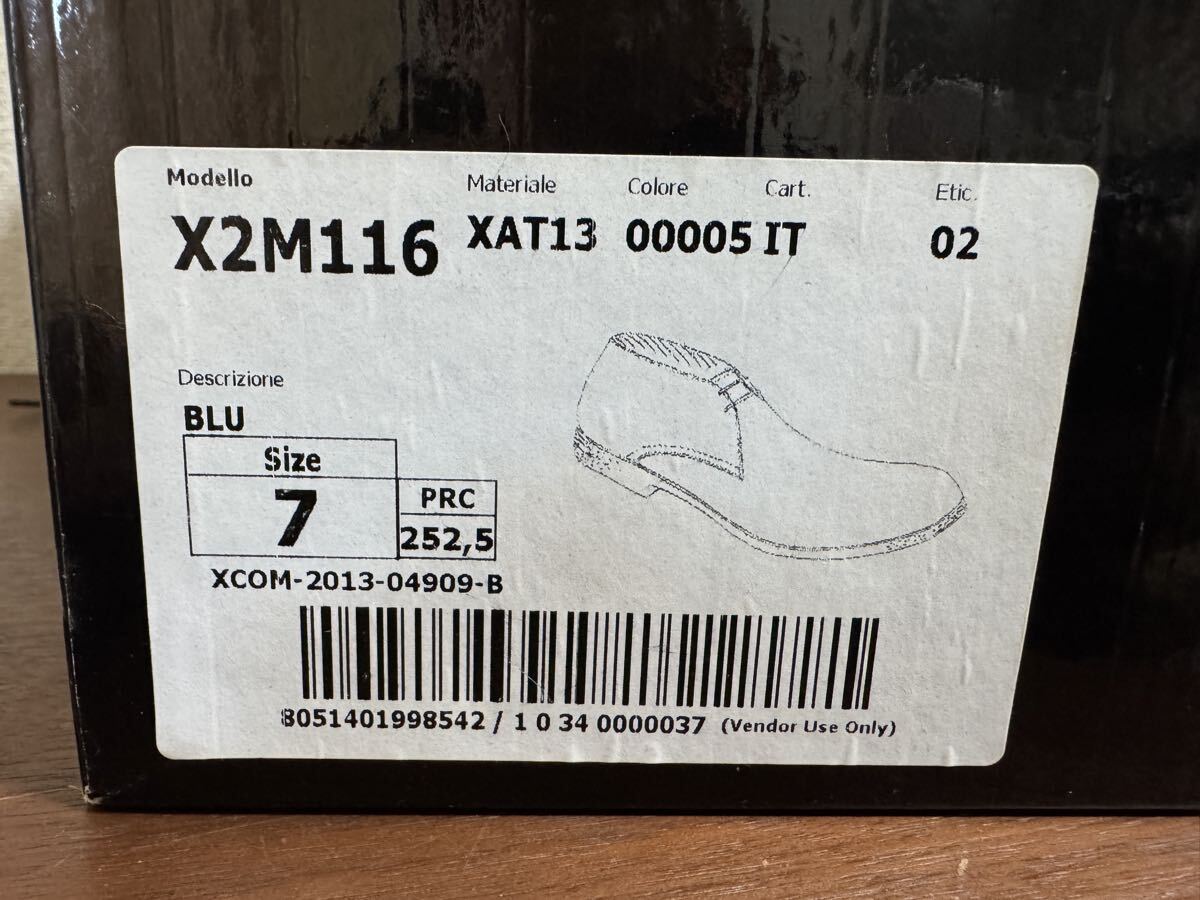 Modello Materiale Colore Cart. Etic.
X2M116 XAT13 00005 IT 02
Descrizione
BLU
Size
7
PRC
252,5
XCOM-2013-04909-B
8051401998542 / 1 0 34 0000037 (Vendor Use Only)